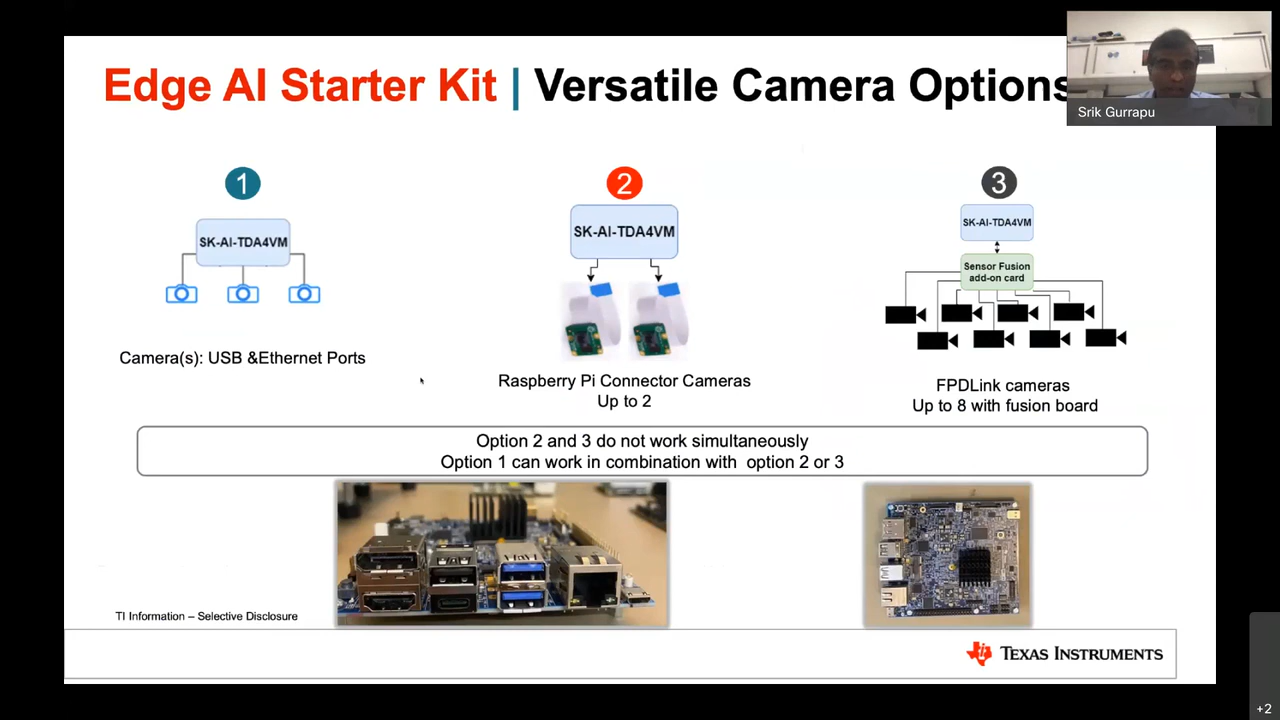 Edge AI Starter Kit | Versatile Camera Options
Srik Gurrapu
1
2
3
SK-AI-TDA4VM
SK-AI-TDA4VM
SK-AI-TDA4VM
Sensor Fusion
add-on card
Camera(s): USB &Ethernet Ports
Raspberry Pi Connector Cameras
Up to 2
FPDLink cameras
Up to 8 with fusion board
Option 2 and 3 do not work simultaneously
Option 1 can work in combination with option 2 or 3
TI Information – Selective Disclosure
TEXAS INSTRUMENTS
+2